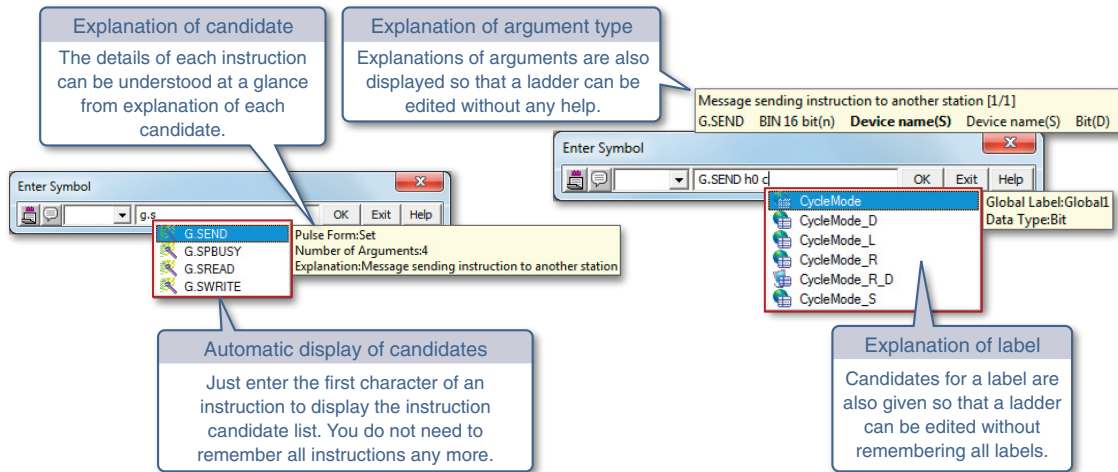 Explanation of candidate
The details of each instruction
can be understood at a glance
from explanation of each
candidate.
Explanation of argument type
Explanations of arguments are also
displayed so that a ladder can be
edited without any help.
Message sending instruction to another station [1/1]
G.SEND BIN 16 bit(n) Device name(S) Device name(S) Bit(D)
Enter Symbol
G.SEND h0 c
OK Exit Help
CycleMode
CycleMode_D
CycleMode_L
CycleMode_R
CycleMode_R_D
CycleMode_S
Global Label:Global1
Data Type:Bit
Enter Symbol
g.s
OK Exit Help
G.SEND
G.SPBUSY
G.SREAD
G.SWRITE
Pulse Form:Set
Number of Arguments:4
Explanation:Message sending instruction to another station
Automatic display of candidates
Just enter the first character of an
instruction to display the instruction
candidate list. You do not need to
remember all instructions any more.
Explanation of label
Candidates for a label are
also given so that a ladder
can be edited without
remembering all labels.